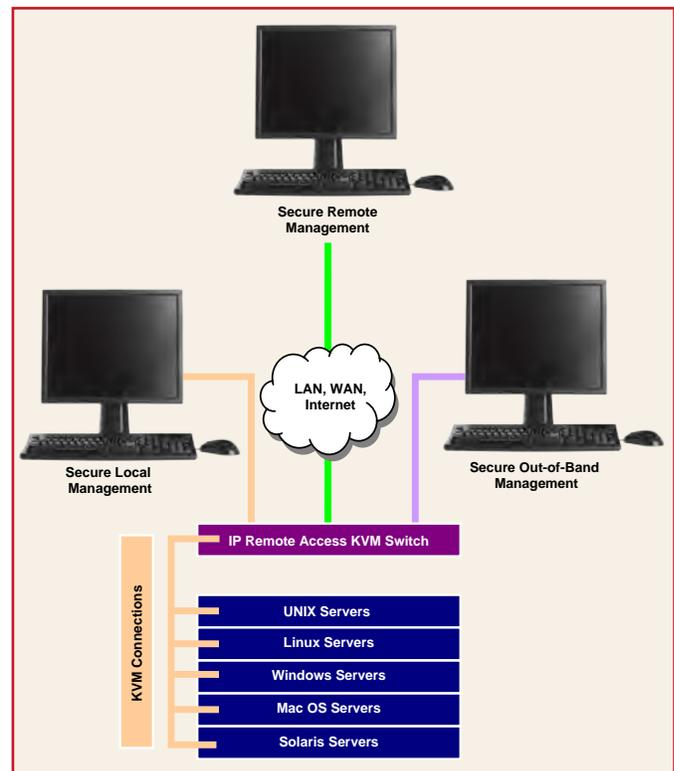 Secure Remote
Management
LAN, WAN,
Internet
Secure Local
Management
Secure Out-of-Band
Management
IP Remote Access KVM Switch
KVM Connections
UNIX Servers
Linux Servers
Windows Servers
Mac OS Servers
Solaris Servers